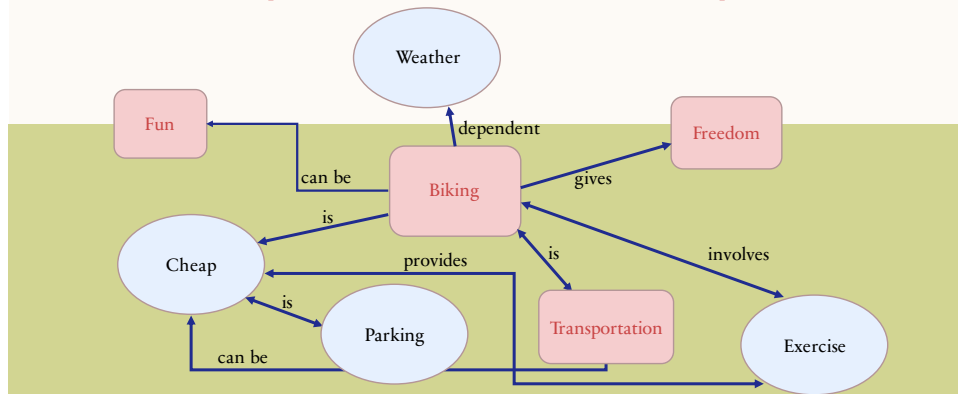 Weather
Fun
dependent
Freedom
can be
Biking
gives
is
Cheap
provides
is
involves
is
Parking
Transportation
Exercise
can be